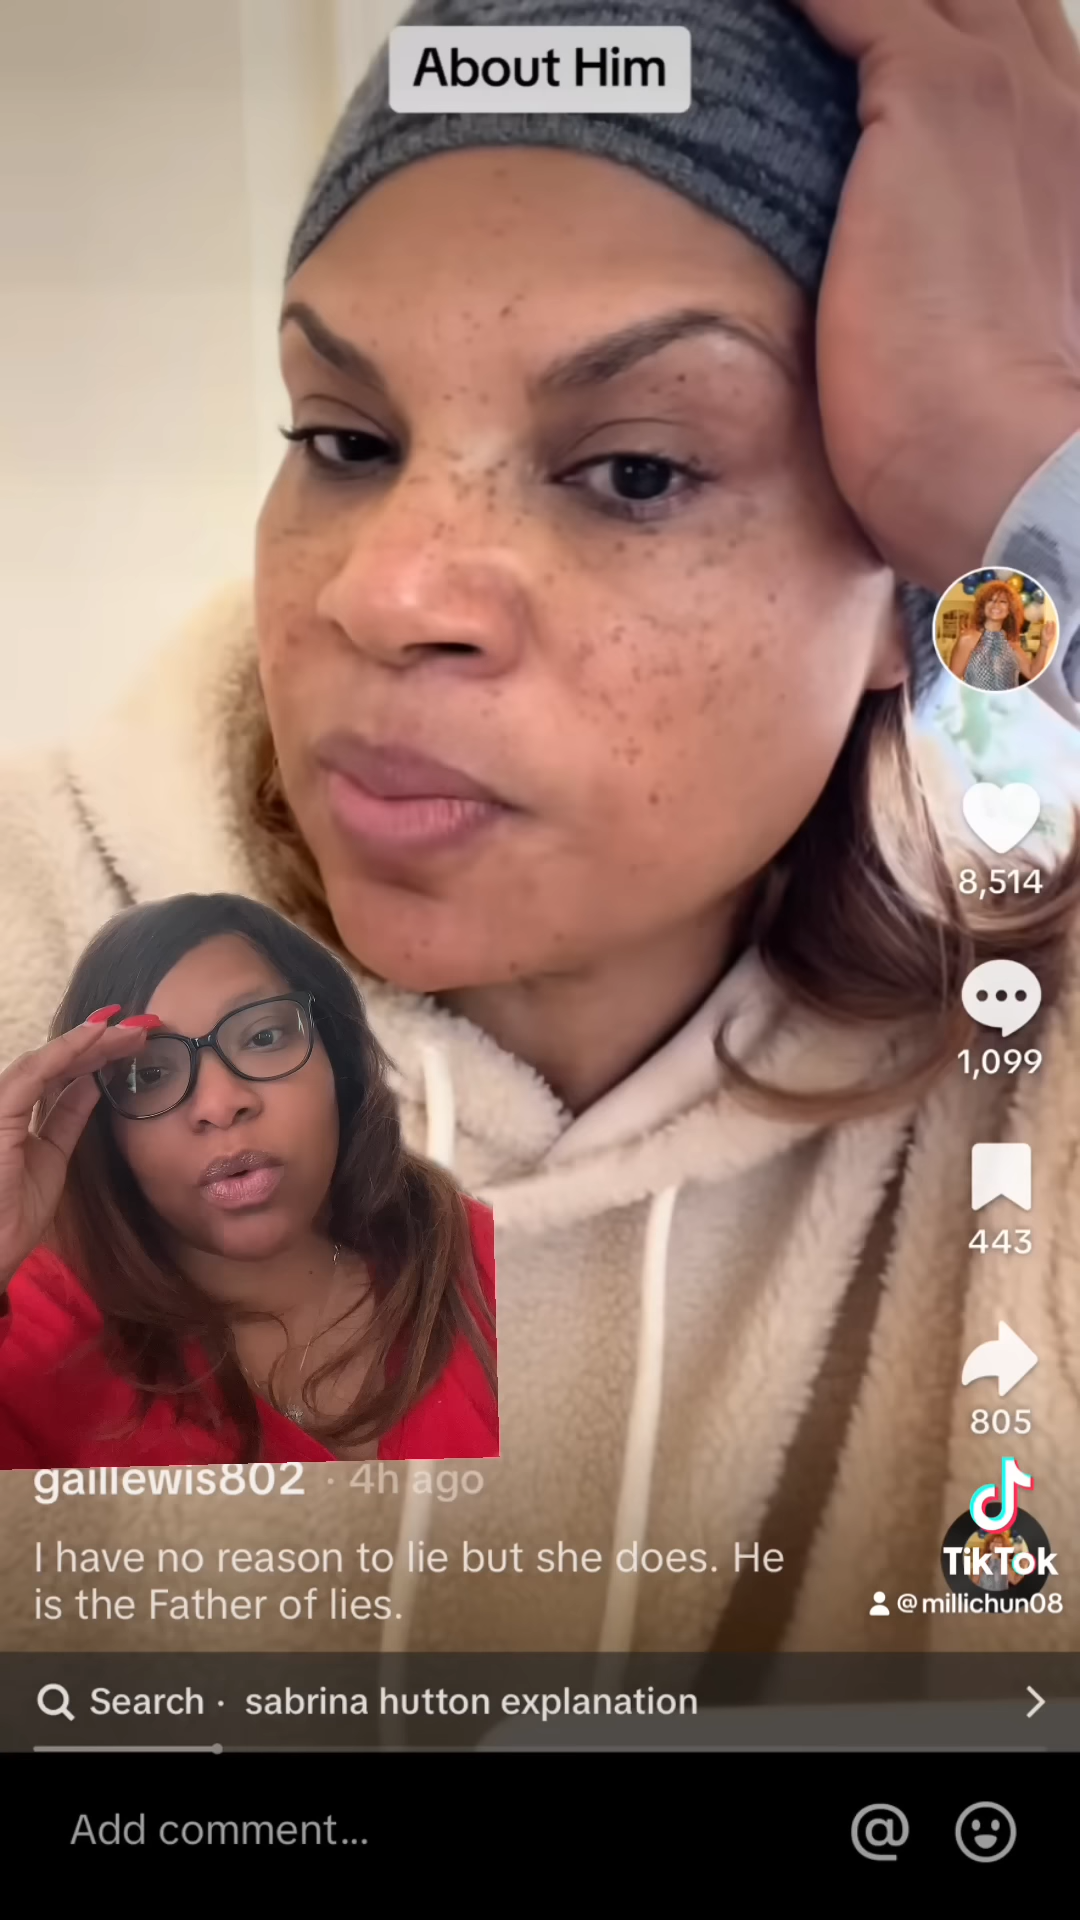 About Him
8,514
1,099
443
805
gaillewis802 · 4h ago
I have no reason to lie but she does. He
is the Father of lies.
TikTok
@millichun08
Search · sabrina hutton explanation
Add comment...